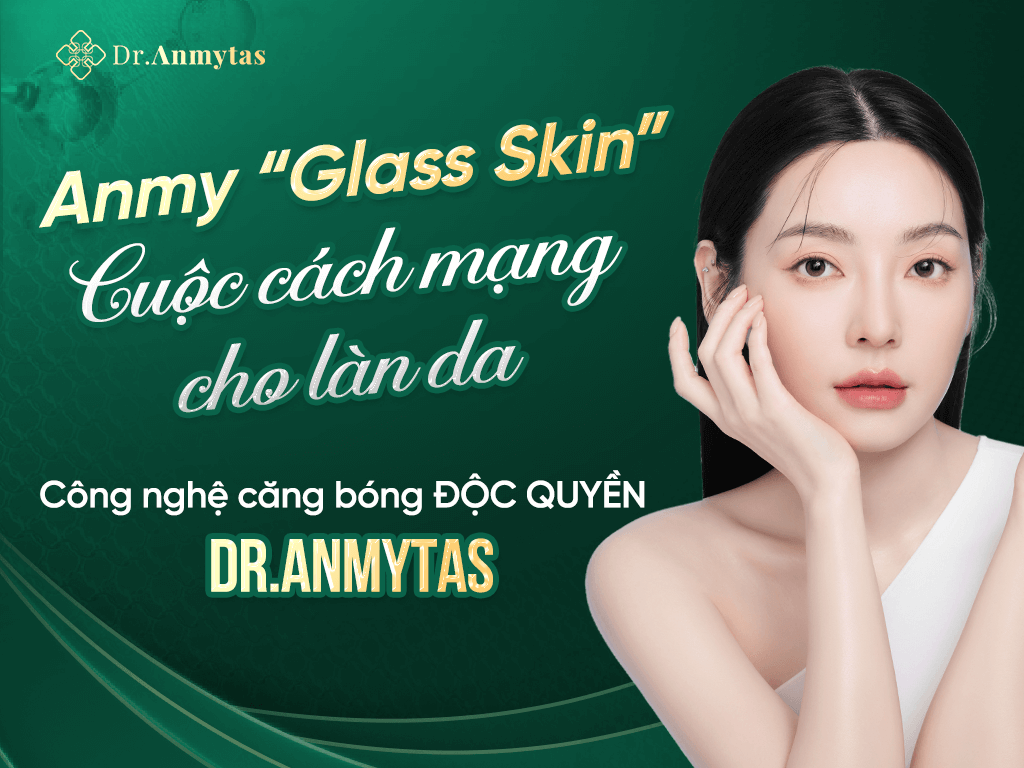 Dr.Anmytas
Anmy “Glass Skin”
Cuộc cách mạng
cho làn da
Công nghệ căng bóng ĐỘC QUYỀN
DR.ANMYTAS